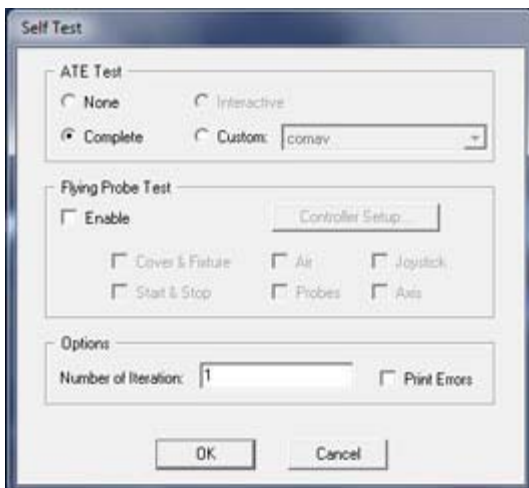 Self Test
ATE Test
None Interactive
Complete Custom: comav
Flying Probe Test
Enable Controller Setup...
Cover & Fixture Air Joystick
Start & Stop Probes Axis
Options
Number of Iteration: 1 Print Errors
OK Cancel